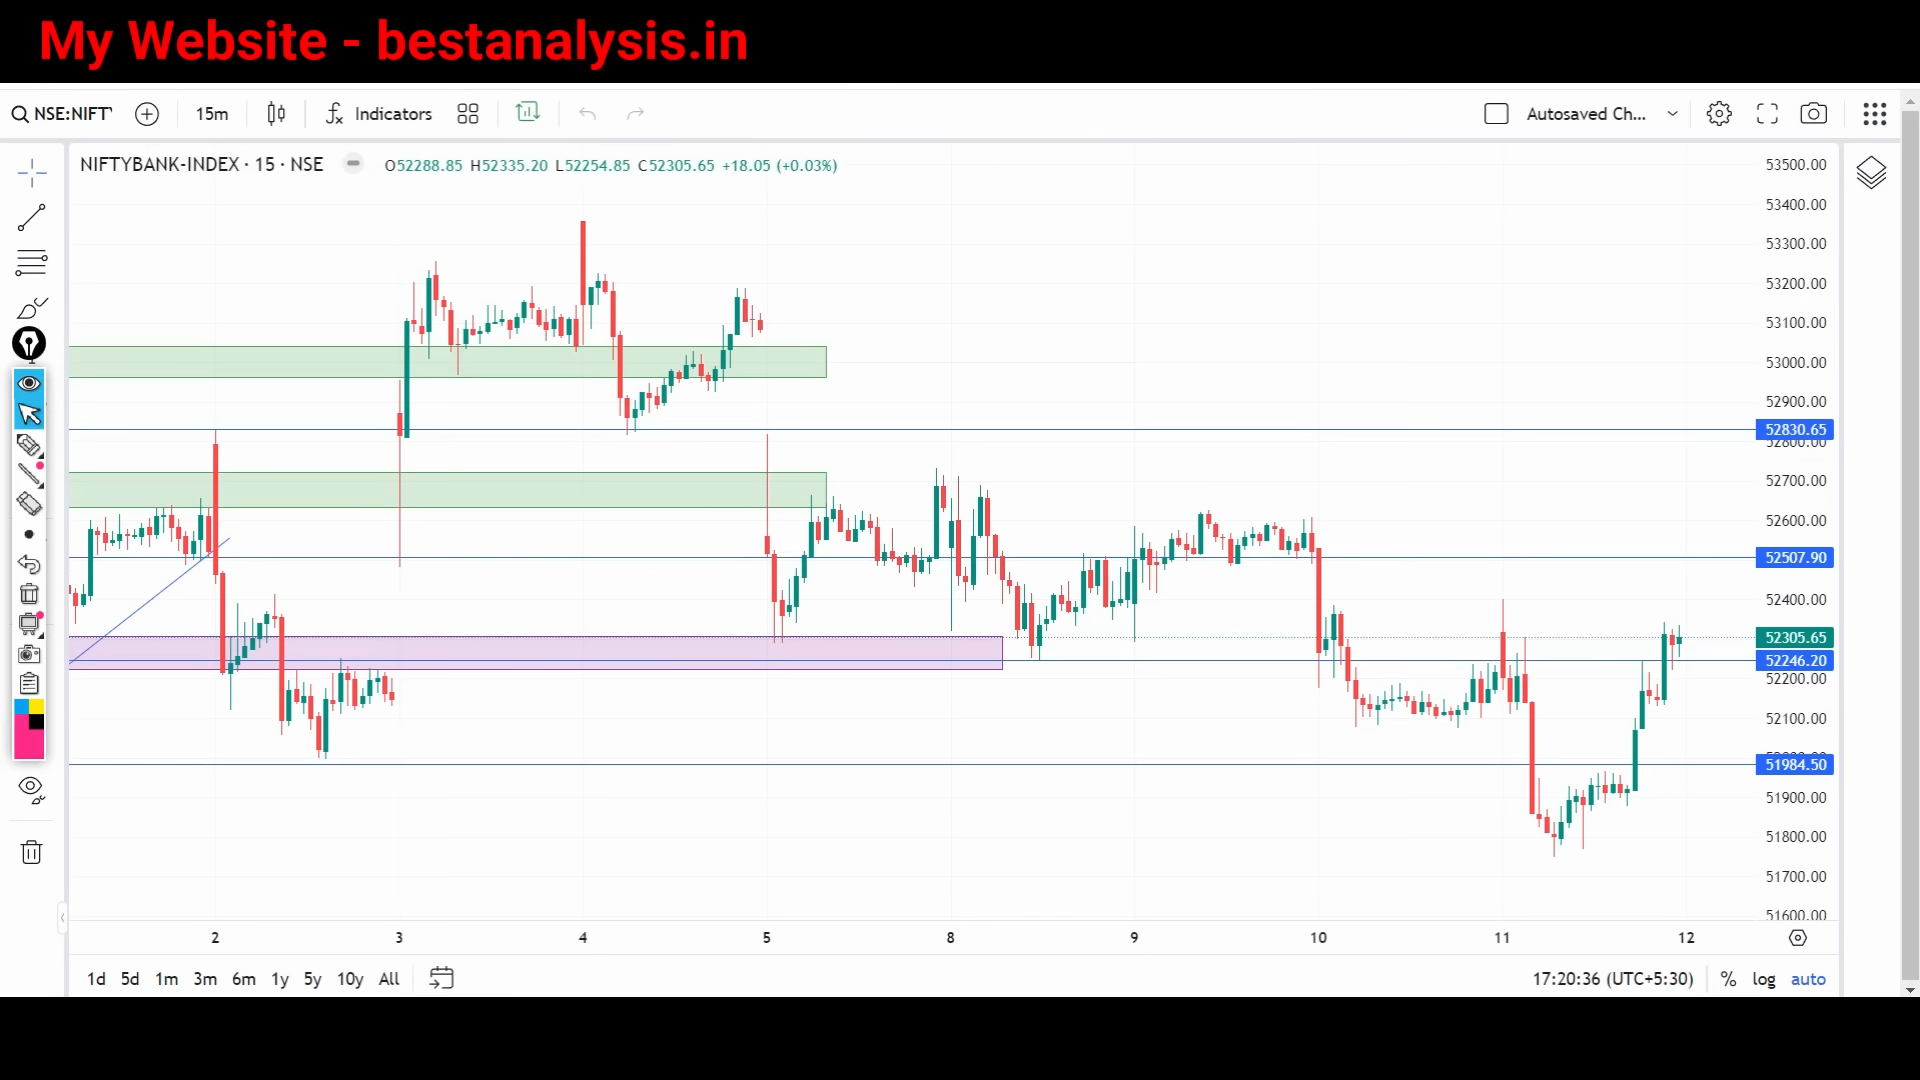 My Website - bestanalysis.in
NSE:NIFT
15m
Indicators
Autosaved Ch...
NIFTYBANK-INDEX · 15 · NSE
O52288.85 H52335.20 L52254.85 C52305.65 +18.05 (+0.03%)
53500.00
53400.00
53300.00
53200.00
53100.00
53000.00
52900.00
52830.65
52800.00
52700.00
52600.00
52507.90
52400.00
52305.65
52246.20
52200.00
52100.00
51984.50
51900.00
51800.00
51700.00
51600.00
2 3 4 5 8 9 10 11 12
1d 5d 1m 3m 6m 1y 5y 10y All
17:20:36 (UTC+5:30) % log auto